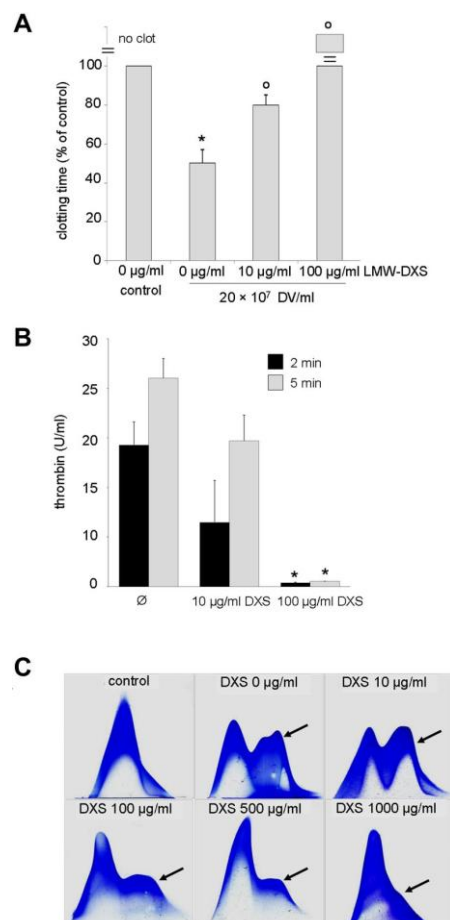 A
no clot
clotting time (% of control)
100
80
60
40
20
0
*
o
o
0 µg/ml
0 µg/ml
10 µg/ml
100 µg/ml
LMW-DXS
control
20 × 10⁷ DV/ml
B
thrombin (U/ml)
30
25
20
15
10
0
2 min
5 min
* *
Ø
10 µg/ml DXS
100 µg/ml DXS
C
control
DXS 0 µg/ml
DXS 10 µg/ml
DXS 100 µg/ml
DXS 500 µg/ml
DXS 1000 µg/ml